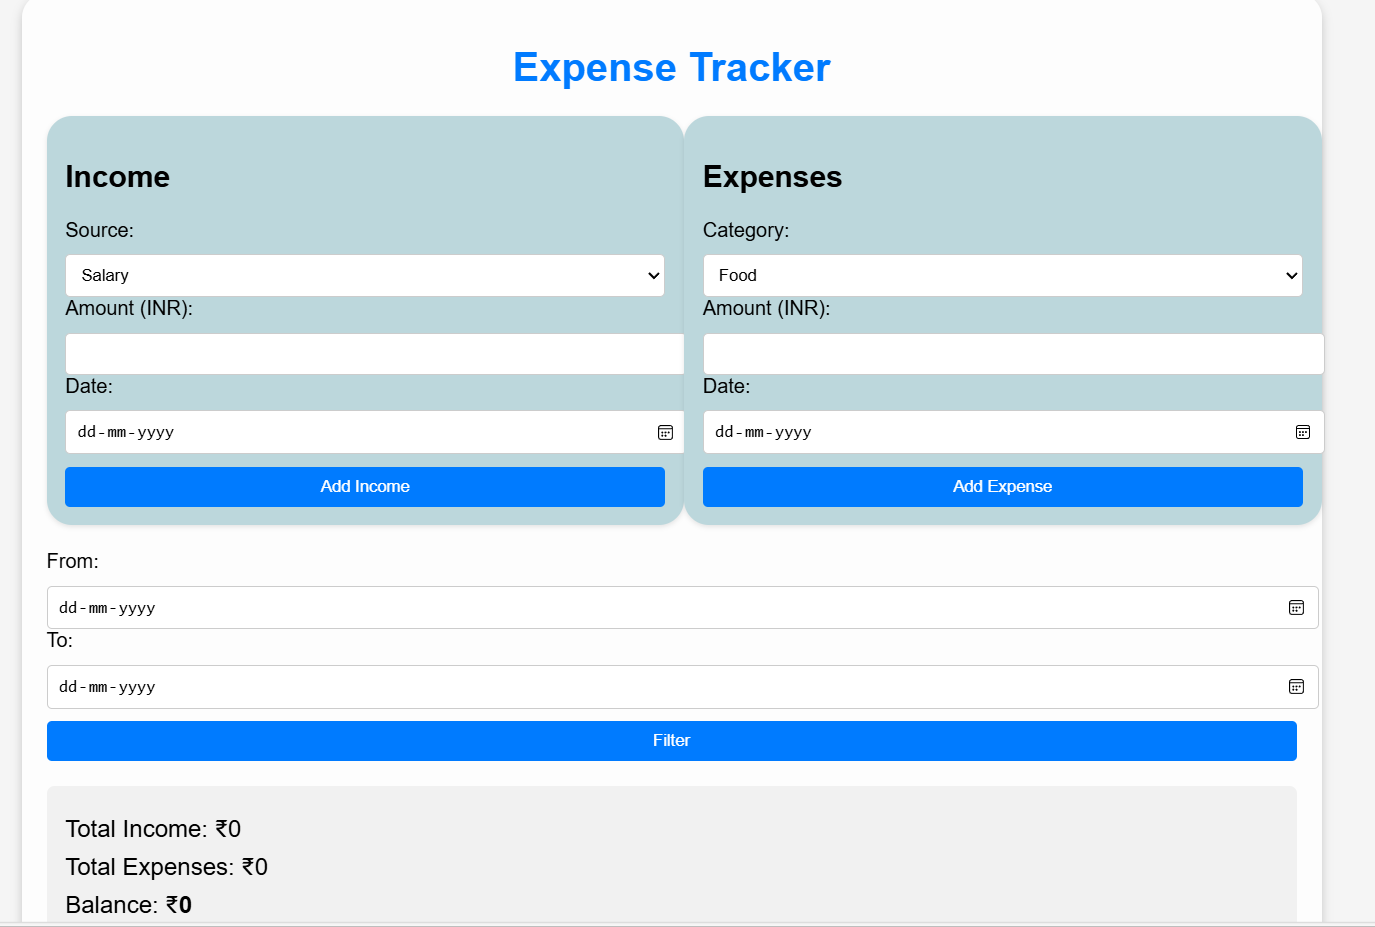 Expense Tracker
Income
Source:
Salary
Amount (INR):
Date:
dd-mm-yyyy
Add Income
Expenses
Category:
Food
Amount (INR):
Date:
dd-mm-yyyy
Add Expense
From:
dd-mm-yyyy
To:
dd-mm-yyyy
Filter
Total Income: ₹0
Total Expenses: ₹0
Balance: ₹0